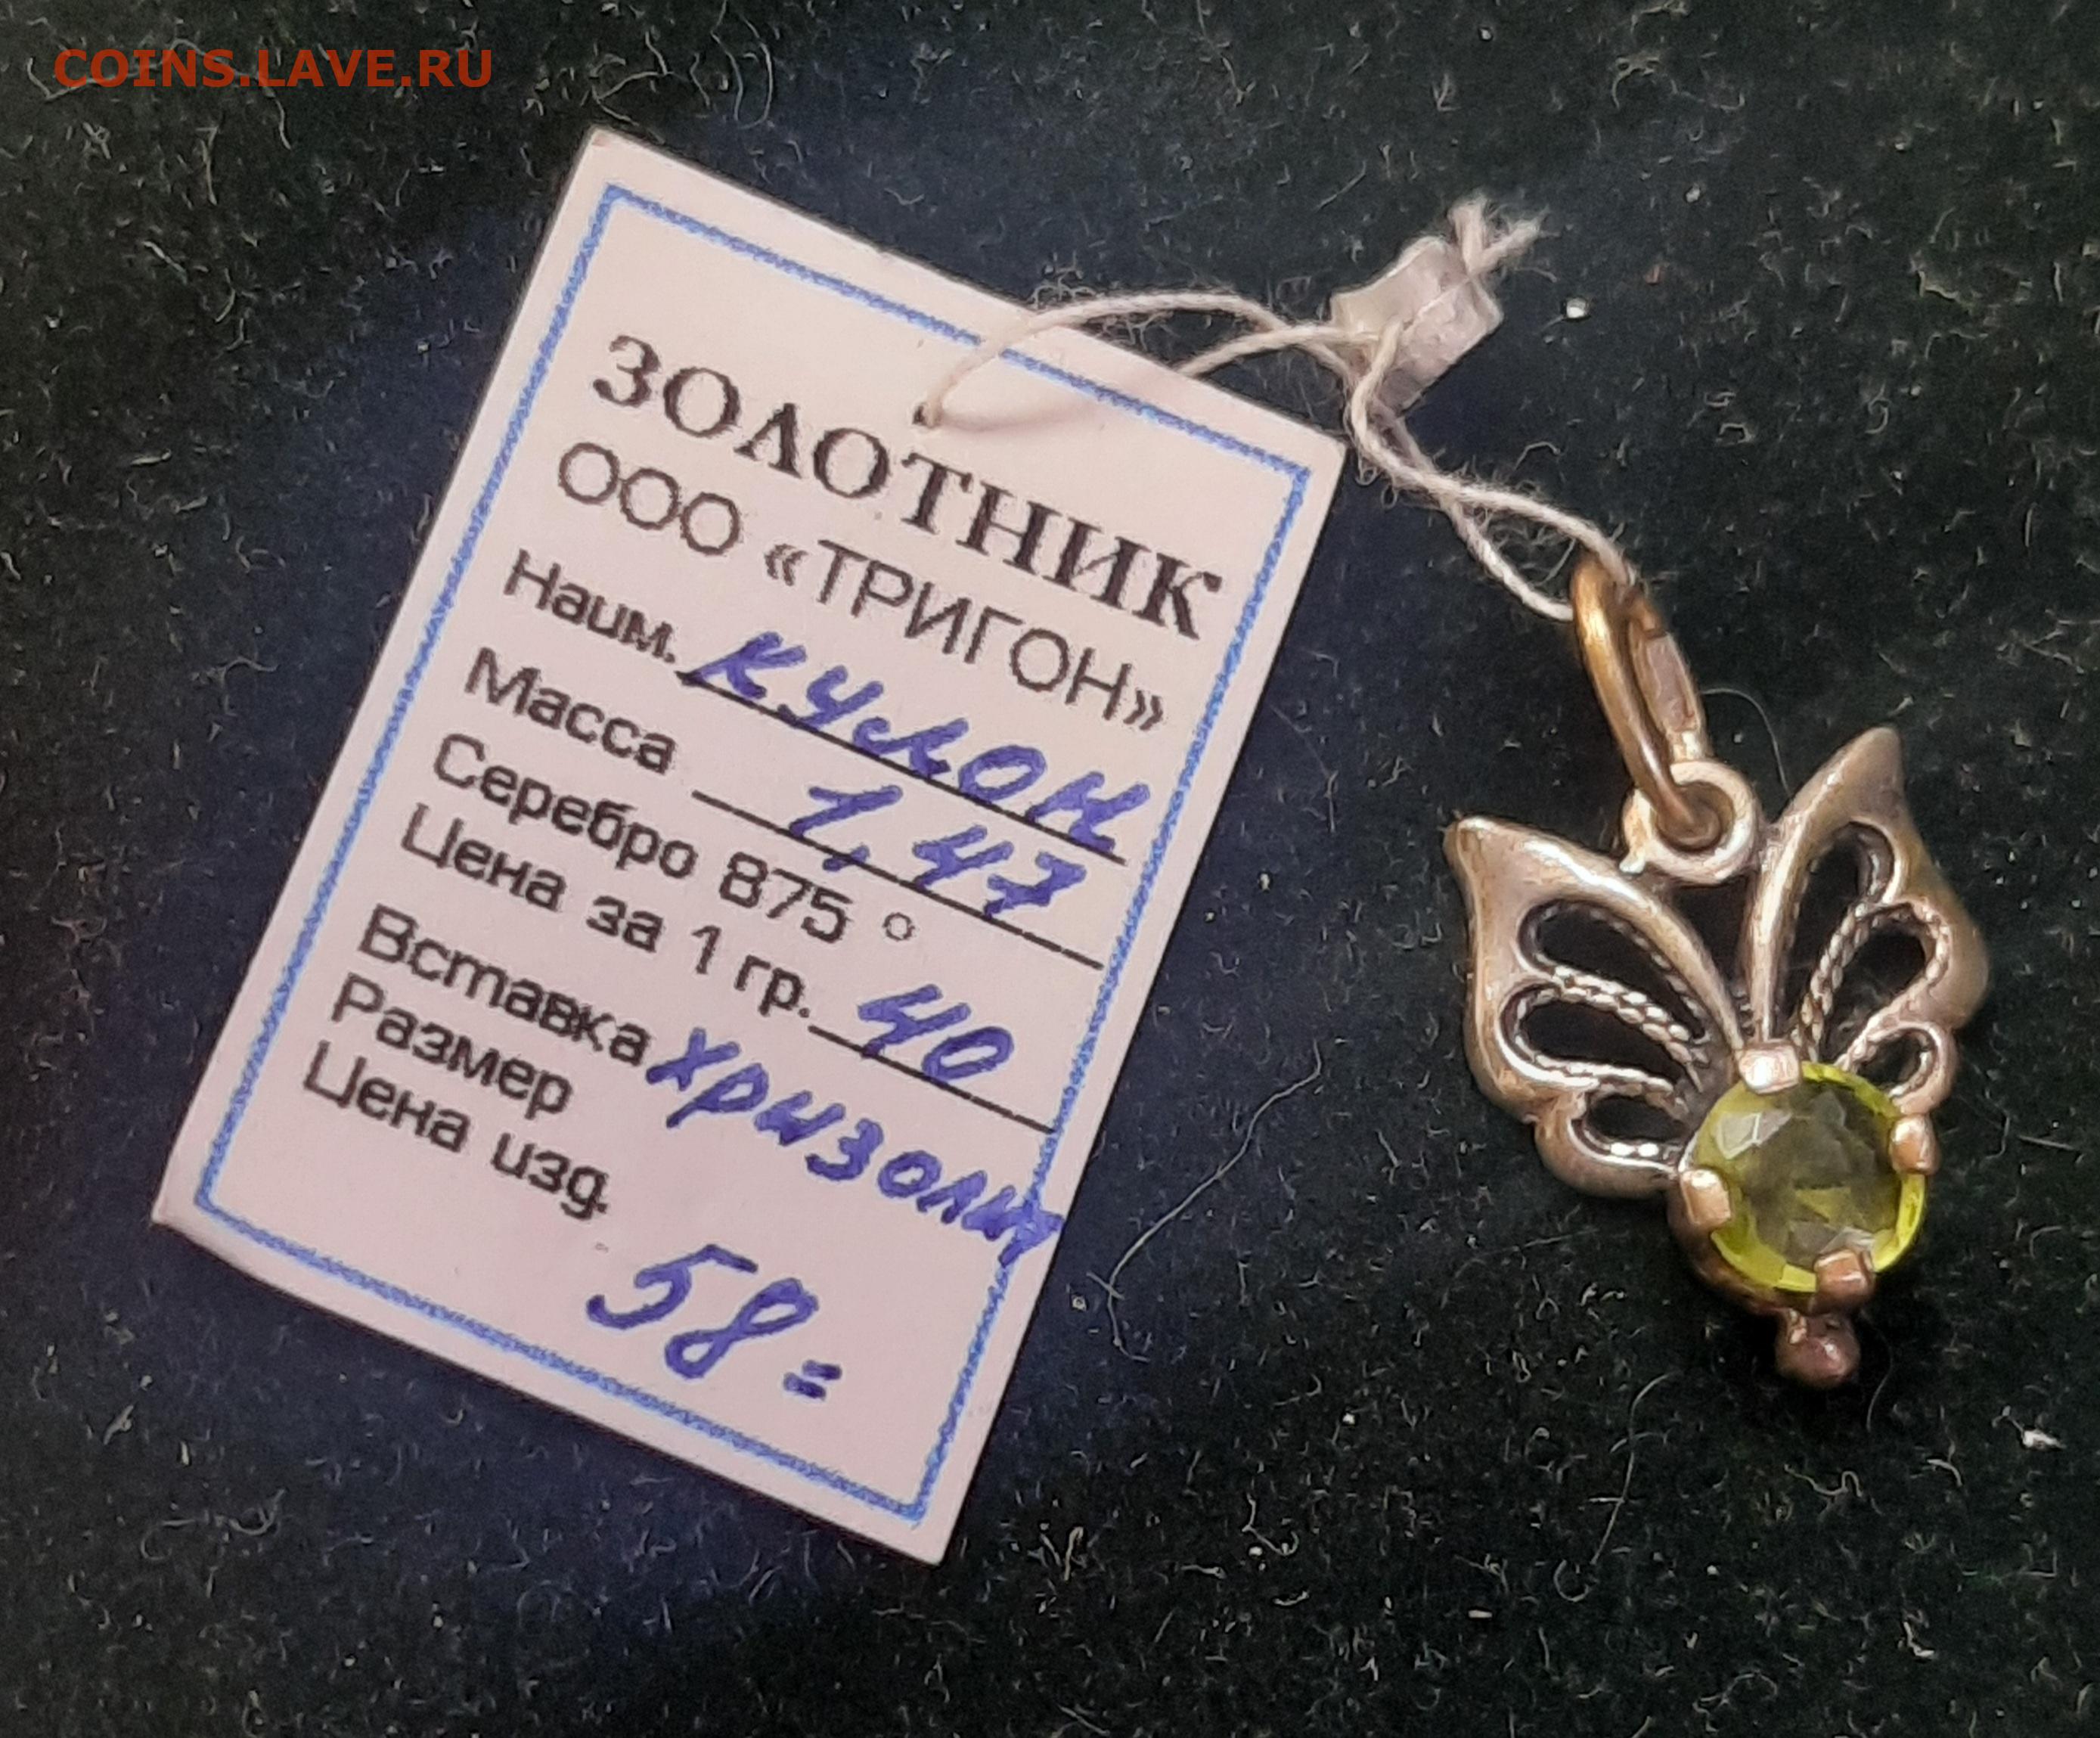 COINS.LAVE.RU
ЗОЛОТНИК
ООО «ТРИГОН»
Наим. кулон
Масса 1,47
Серебро 875 °
Цена за 1 гр. 40
Вставка хризолит
Размер
Цена изд.
58=